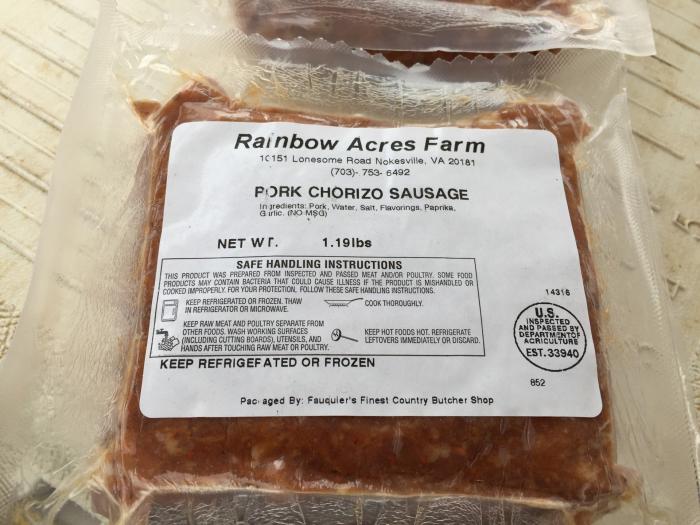 Rainbow Acres Farm
10151 Lonesome Road Nokesville, VA 20181
(703)- 753- 6492
PORK CHORIZO SAUSAGE
Ingredients: Pork, Water, Salt, Flavorings, Paprika,
Garlic. (NO MSG)
NET WT. 1.19lbs
SAFE HANDLING INSTRUCTIONS
THIS PRODUCT WAS PREPARED FROM INSPECTED AND PASSED MEAT AND/OR POULTRY. SOME FOOD
PRODUCTS MAY CONTAIN BACTERIA THAT COULD CAUSE ILLNESS IF THE PRODUCT IS MISHANDLED OR
COOKED IMPROPERLY. FOR YOUR PROTECTION, FOLLOW THESE SAFE HANDLING INSTRUCTIONS.
KEEP REFRIGERATED OR FROZEN. THAW
IN REFRIGERATOR OR MICROWAVE.
COOK THOROUGHLY.
KEEP RAW MEAT AND POULTRY SEPARATE FROM
OTHER FOODS. WASH WORKING SURFACES
(INCLUDING CUTTING BOARDS), UTENSILS, AND
HANDS AFTER TOUCHING RAW MEAT OR POULTRY.
KEEP HOT FOODS HOT. REFRIGERATE
LEFTOVERS IMMEDIATELY OR DISCARD.
KEEP REFRIGERATED OR FROZEN
14316
U.S.
INSPECTED
AND PASSED BY
DEPARTMENT OF
AGRICULTURE
EST. 33940
852
Packaged By: Fauquier's Finest Country Butcher Shop